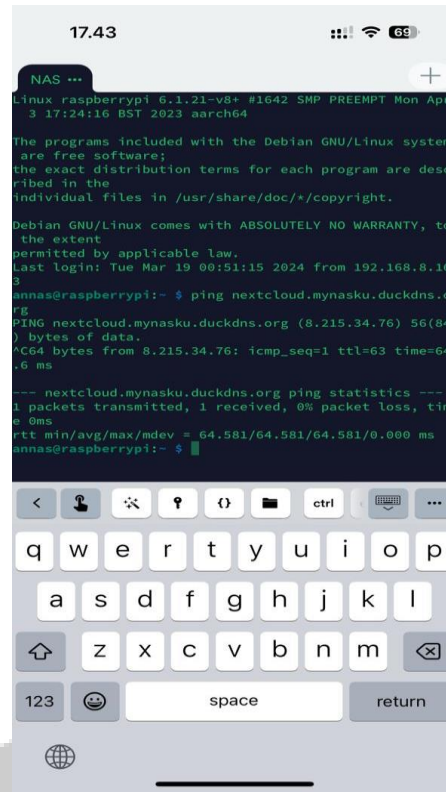 17.43
69
NAS
Linux raspberrypi 6.1.21-v8+ #1642 SMP PREEMPT Mon Apr
3 17:24:16 BST 2023 aarch64
The programs included with the Debian GNU/Linux system
are free software;
the exact distribution terms for each program are desc
ribed in the
individual files in /usr/share/doc/*/copyright.
Debian GNU/Linux comes with ABSOLUTELY NO WARRANTY, to
the extent
permitted by applicable law.
Last login: Tue Mar 19 00:51:15 2024 from 192.168.8.10
3
annas@raspberrypi:~ $ ping nextcloud.mynasku.duckdns.o
rg
PING nextcloud.mynasku.duckdns.org (8.215.34.76) 56(84
) bytes of data.
^C64 bytes from 8.215.34.76: icmp_seq=1 ttl=63 time=64
.6 ms
--- nextcloud.mynasku.duckdns.org ping statistics ---
1 packets transmitted, 1 received, 0% packet loss, tim
e 0ms
rtt min/avg/max/mdev = 64.581/64.581/64.581/0.000 ms
annas@raspberrypi:~ $
{} ctrl
q w e r t y u i o p
a s d f g h j k l
z x c v b n m
123 space return